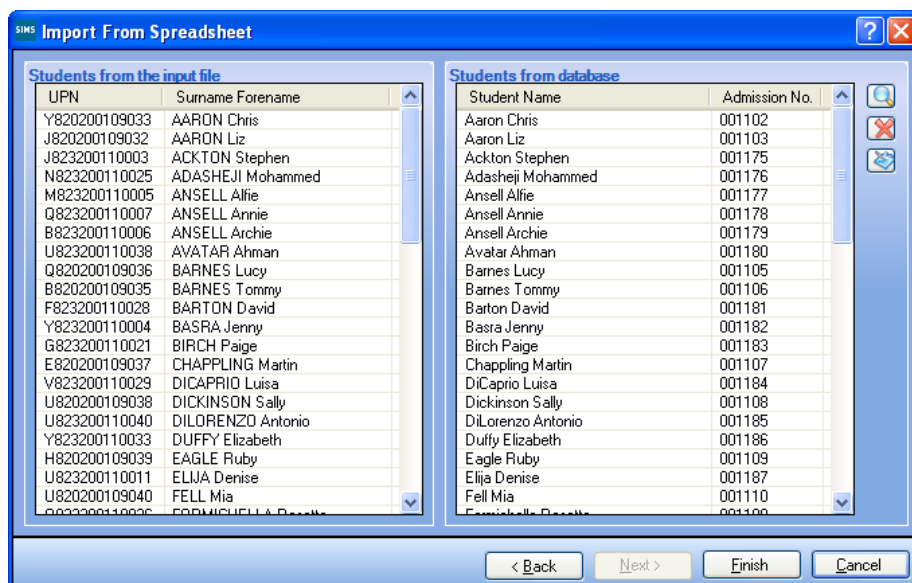 SIMS Import From Spreadsheet
Students from the input file
UPN Surname Forename
Y820200109033 AARON Chris
J820200109032 AARON Liz
J823200110003 ACKTON Stephen
N823200110025 ADASHEJI Mohammed
M823200110005 ANSELL Alfie
Q823200110007 ANSELL Annie
B823200110006 ANSELL Archie
U823200110038 AVATAR Ahman
Q820200109036 BARNES Lucy
B820200109035 BARNES Tommy
F823200110028 BARTON David
Y823200110004 BASRA Jenny
G823200110021 BIRCH Paige
E820200109037 CHAPPLING Martin
V823200110029 DICAPRIO Luisa
U820200109038 DICKINSON Sally
U823200110040 DILORENZO Antonio
Y823200110033 DUFFY Elizabeth
H820200109039 EAGLE Ruby
U823200110011 ELIJA Denise
U820200109040 FELL Mia
Students from database
Student Name Admission No.
Aaron Chris 001102
Aaron Liz 001103
Ackton Stephen 001175
Adasheji Mohammed 001176
Ansell Alfie 001177
Ansell Annie 001178
Ansell Archie 001179
Avatar Ahman 001180
Barnes Lucy 001105
Barnes Tommy 001106
Barton David 001181
Basra Jenny 001182
Birch Paige 001183
Chappling Martin 001107
DiCaprio Luisa 001184
Dickinson Sally 001108
DiLorenzo Antonio 001185
Duffy Elizabeth 001186
Eagle Ruby 001109
Elija Denise 001187
Fell Mia 001110
< Back Next > Finish Cancel